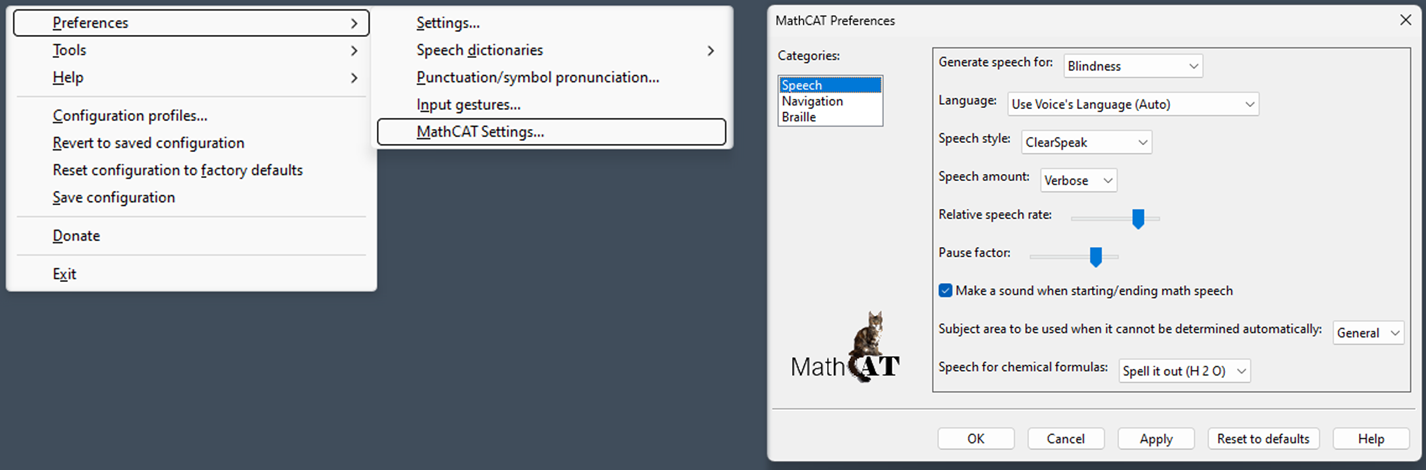 Preferences
Tools
Help
Configuration profiles...
Revert to saved configuration
Reset configuration to factory defaults
Save configuration
Donate
Exit
Settings...
Speech dictionaries
Punctuation/symbol pronunciation...
Input gestures...
MathCAT Settings...
MathCAT Preferences
Categories:
Speech
Navigation
Braille
MathCAT
Generate speech for: Blindness
Language: Use Voice's Language (Auto)
Speech style: ClearSpeak
Speech amount: Verbose
Relative speech rate:
Pause factor:
Make a sound when starting/ending math speech
Subject area to be used when it cannot be determined automatically: General
Speech for chemical formulas: Spell it out (H 2 O)
OK Cancel Apply Reset to defaults Help